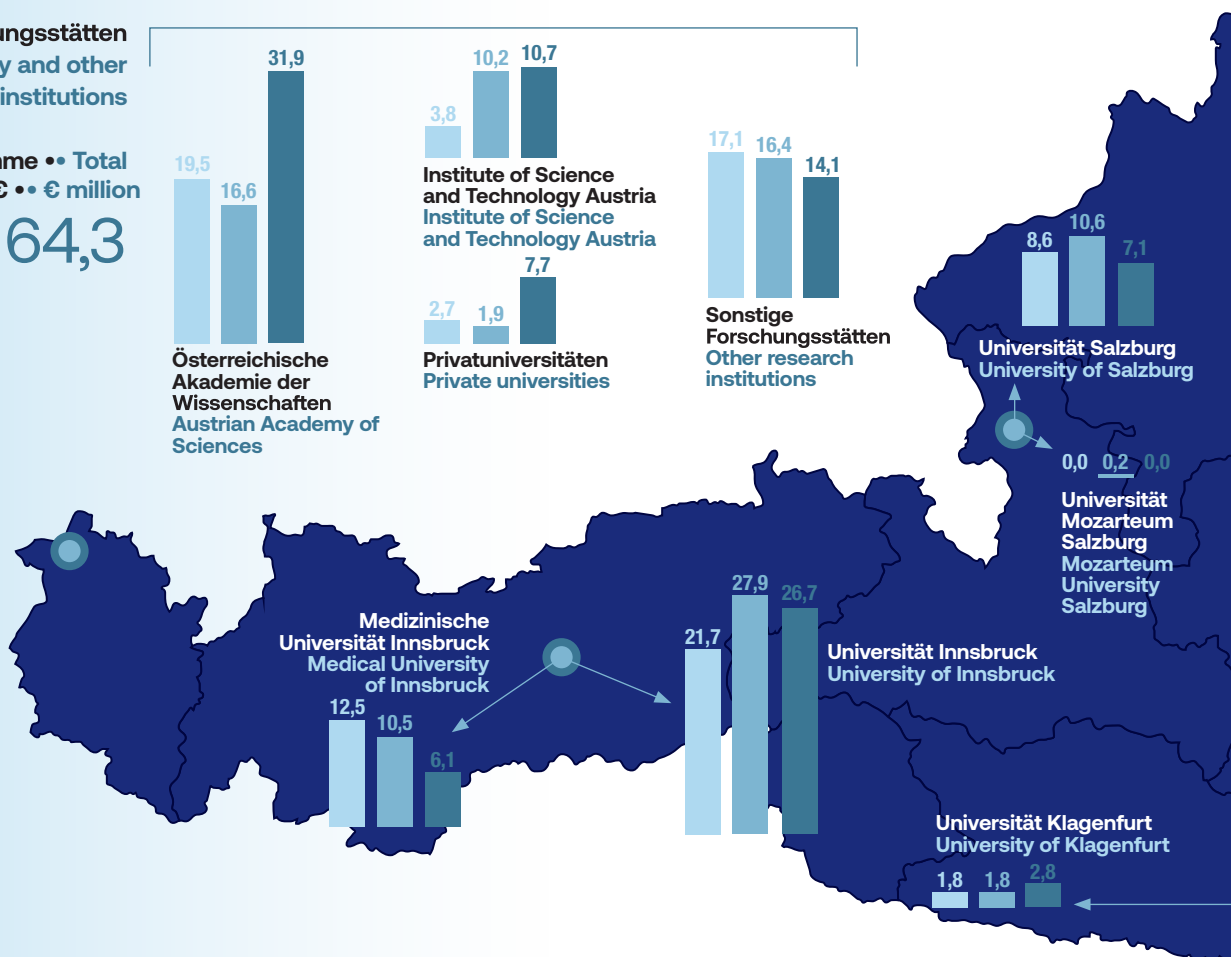 ungsstätten
y and other
institutions
me •• Total
€ •• € million
64,3
31,9
19,5
16,6
Österreichische
Akademie der
Wissenschaften
Austrian Academy of
Sciences
10,2 10,7
3,8
Institute of Science
and Technology Austria
Institute of Science
and Technology Austria
7,7
2,7 1,9
Privatuniversitäten
Private universities
17,1 16,4 14,1
Sonstige
Forschungsstätten
Other research
institutions
8,6 10,6 7,1
Universität Salzburg
University of Salzburg
0,0 0,2 0,0
Universität
Mozarteum
Salzburg
Mozarteum
University
Salzburg
Medizinische
Universität Innsbruck
Medical University
of Innsbruck
12,5 10,5 6,1
21,7 27,9 26,7
Universität Innsbruck
University of Innsbruck
Universität Klagenfurt
University of Klagenfurt
1,8 1,8 2,8